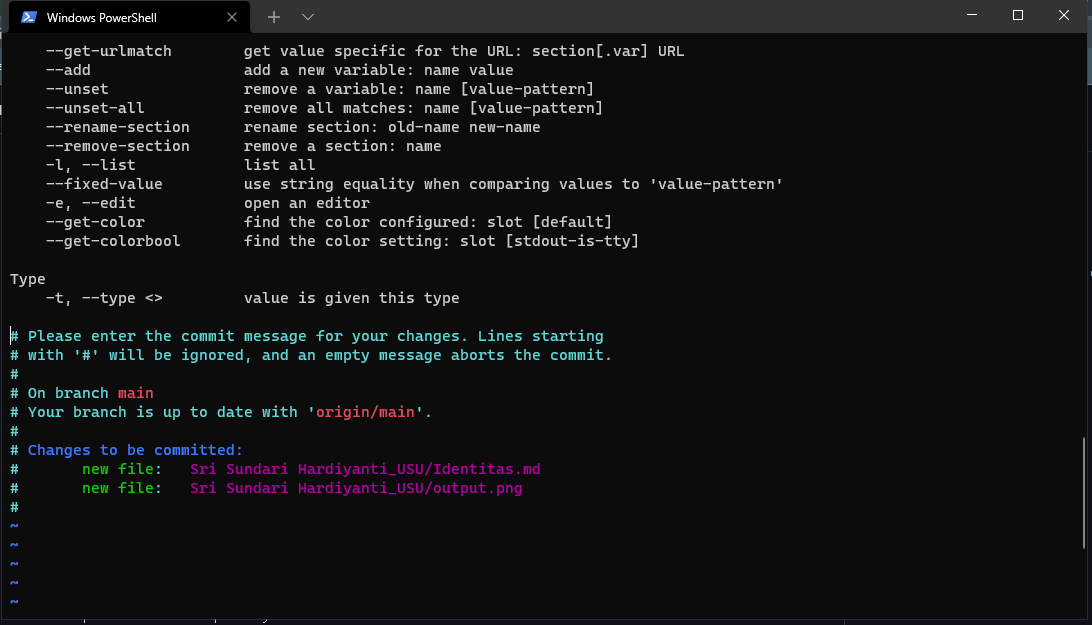 Windows PowerShell
--get-urlmatch get value specific for the URL: section[.var] URL
--add add a new variable: name value
--unset remove a variable: name [value-pattern]
--unset-all remove all matches: name [value-pattern]
--rename-section rename section: old-name new-name
--remove-section remove a section: name
-l, --list list all
--fixed-value use string equality when comparing values to 'value-pattern'
-e, --edit open an editor
--get-color find the color configured: slot [default]
--get-colorbool find the color setting: slot [stdout-is-tty]
Type
-t, --type <> value is given this type
# Please enter the commit message for your changes. Lines starting
# with '#' will be ignored, and an empty message aborts the commit.
#
# On branch main
# Your branch is up to date with 'origin/main'.
#
# Changes to be committed:
# new file: Sri Sundari Hardiyanti_USU/Identitas.md
# new file: Sri Sundari Hardiyanti_USU/output.png
#
~
~
~
~
~